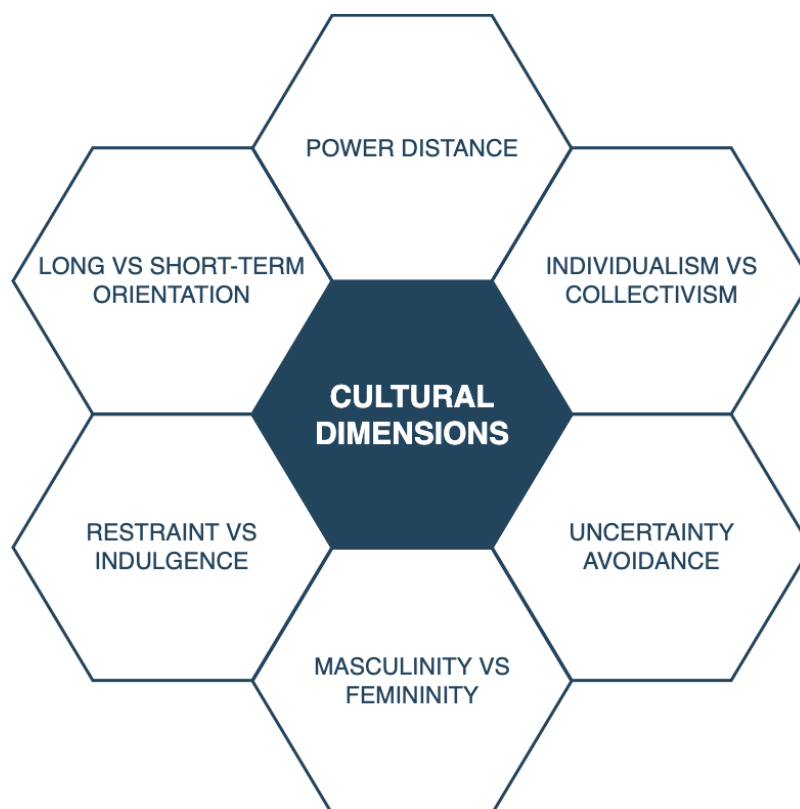 POWER DISTANCE
LONG VS SHORT-TERM
ORIENTATION
INDIVIDUALISM VS
COLLECTIVISM
CULTURAL
DIMENSIONS
RESTRAINT VS
INDULGENCE
UNCERTAINTY
AVOIDANCE
MASCULINITY VS
FEMININITY